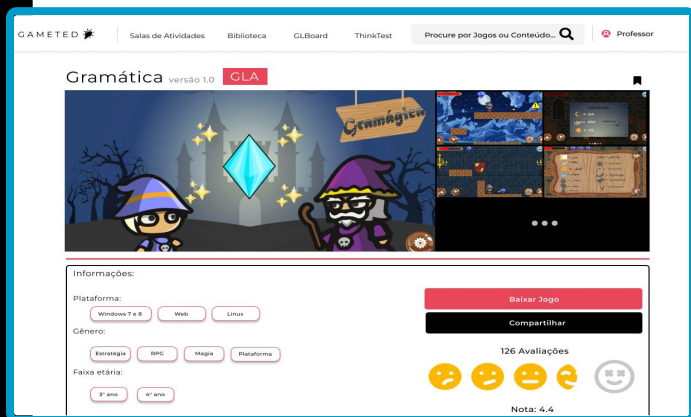 GAMETED
Salas de Atividades
Biblioteca
GLBoard
ThinkTest
Procure por Jogos ou Conteúdo...
Professor
Gramática versão 1.0 GLA
Gramágica
Informações:
Plataforma:
Windows 7 e 8
Web
Linux
Gênero:
Estratégia
RPG
Magia
Plataforma
Faixa etária:
3° ano
4° ano
Baixar Jogo
Compartilhar
126 Avaliações
Nota: 4.4